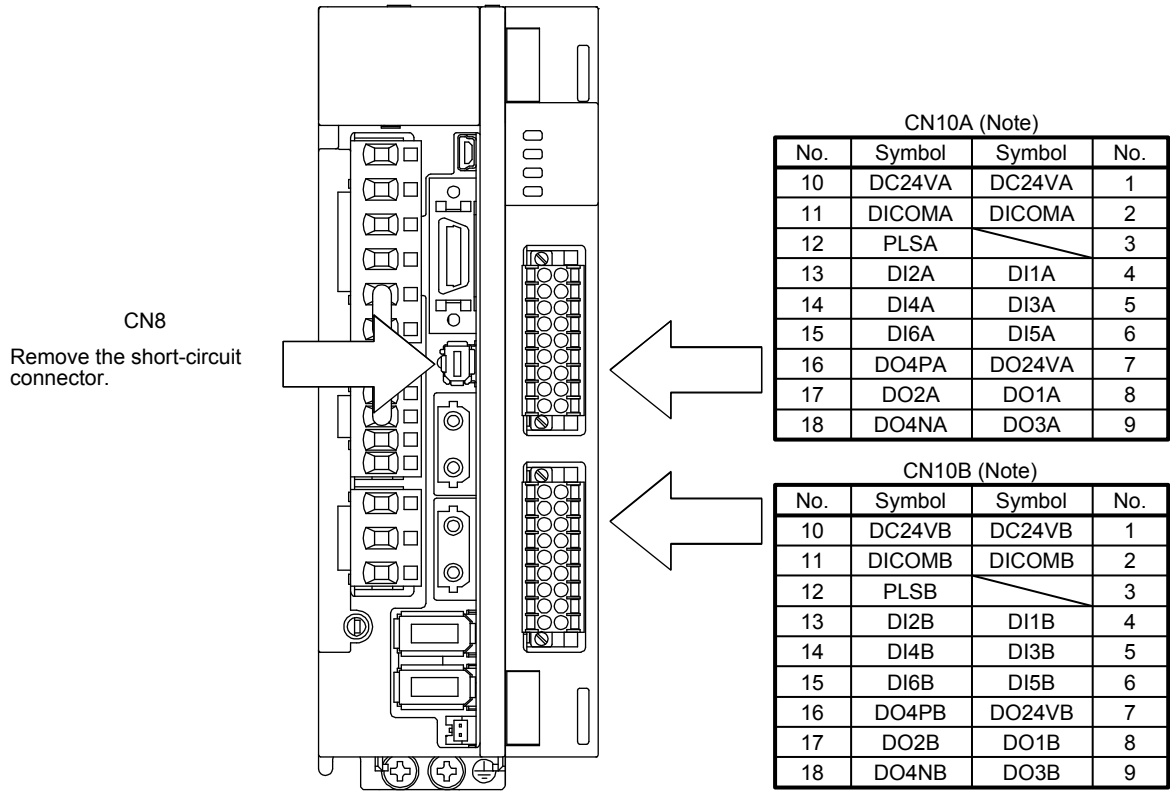 CN8
Remove the short-circuit
connector.
CN10A (Note)
No. Symbol Symbol No.
10 DC24VA DC24VA 1
11 DICOMA DICOMA 2
12 PLSA 3
13 DI2A DI1A 4
14 DI4A DI3A 5
15 DI6A DI5A 6
16 DO4PA DO24VA 7
17 DO2A DO1A 8
18 DO4NA DO3A 9
CN10B (Note)
No. Symbol Symbol No.
10 DC24VB DC24VB 1
11 DICOMB DICOMB 2
12 PLSB 3
13 DI2B DI1B 4
14 DI4B DI3B 5
15 DI6B DI5B 6
16 DO4PB DO24VB 7
17 DO2B DO1B 8
18 DO4NB DO3B 9